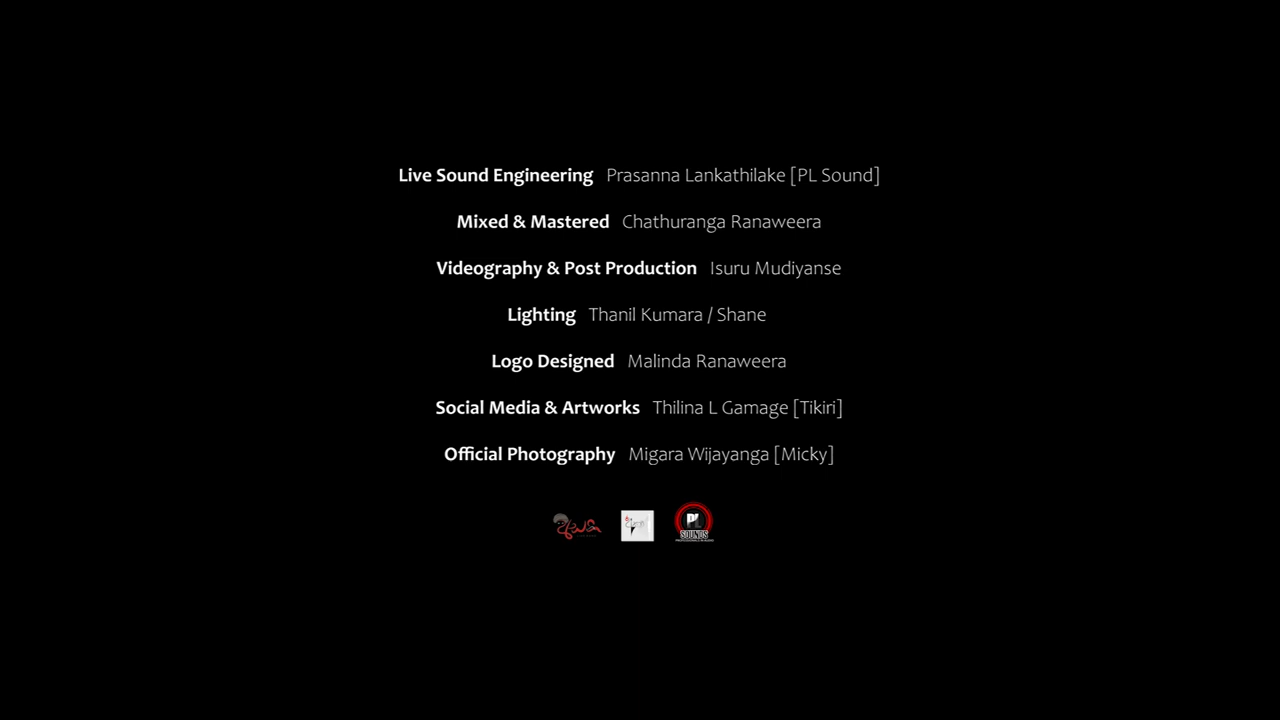 Live Sound Engineering Prasanna Lankathilake [PL Sound]
Mixed & Mastered Chathuranga Ranaweera
Videography & Post Production Isuru Mudiyanse
Lighting Thanil Kumara / Shane
Logo Designed Malinda Ranaweera
Social Media & Artworks Thilina L Gamage [Tikiri]
Official Photography Migara Wijayanga [Micky]
PL
SOUNDS